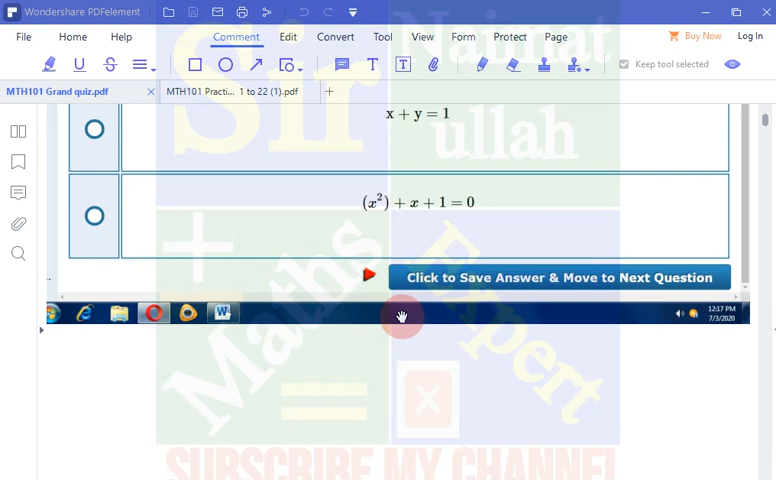 Wondershare PDFelement
File Home Help Comment Edit Convert Tool View Form Protect Page Buy Now Log In
Keep tool selected
MTH101 Grand quiz.pdf MTH101 Practi... 1 to 22 (1).pdf
Sir Naimat ullah
x + y = 1
(x²) + x + 1 = 0
Click to Save Answer & Move to Next Question
12:17 PM
7/3/2020
Maths Expert
SUBSCRIBE MY CHANNEL